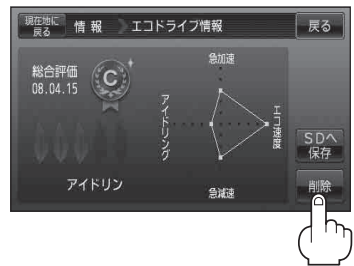 現在地に
戻る
情報
エコドライブ情報
戻る
総合評価
08.04.15
C
急加速
アイドリング
エコ速度
急減速
アイドリン
SDへ
保存
削除